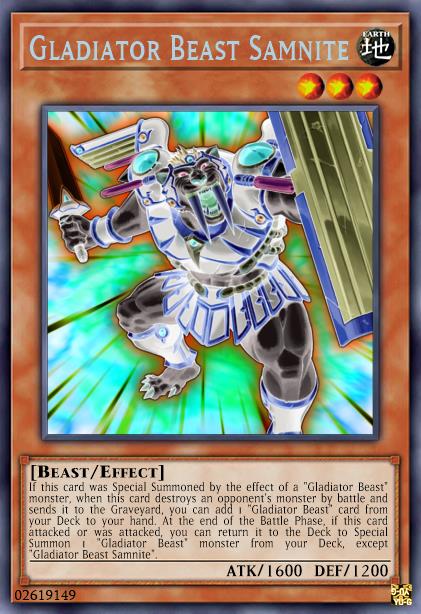 GLADIATOR BEAST SAMNITE
EARTH
地
[BEAST/EFFECT]
If this card was Special Summoned by the effect of a "Gladiator Beast"
monster, when this card destroys an opponent's monster by battle and
sends it to the Graveyard, you can add 1 "Gladiator Beast" card from
your Deck to your hand. At the end of the Battle Phase, if this card
attacked or was attacked, you can return it to the Deck to Special
Summon 1 "Gladiator Beast" monster from your Deck, except
"Gladiator Beast Samnite".
ATK/1600 DEF/1200
02619149